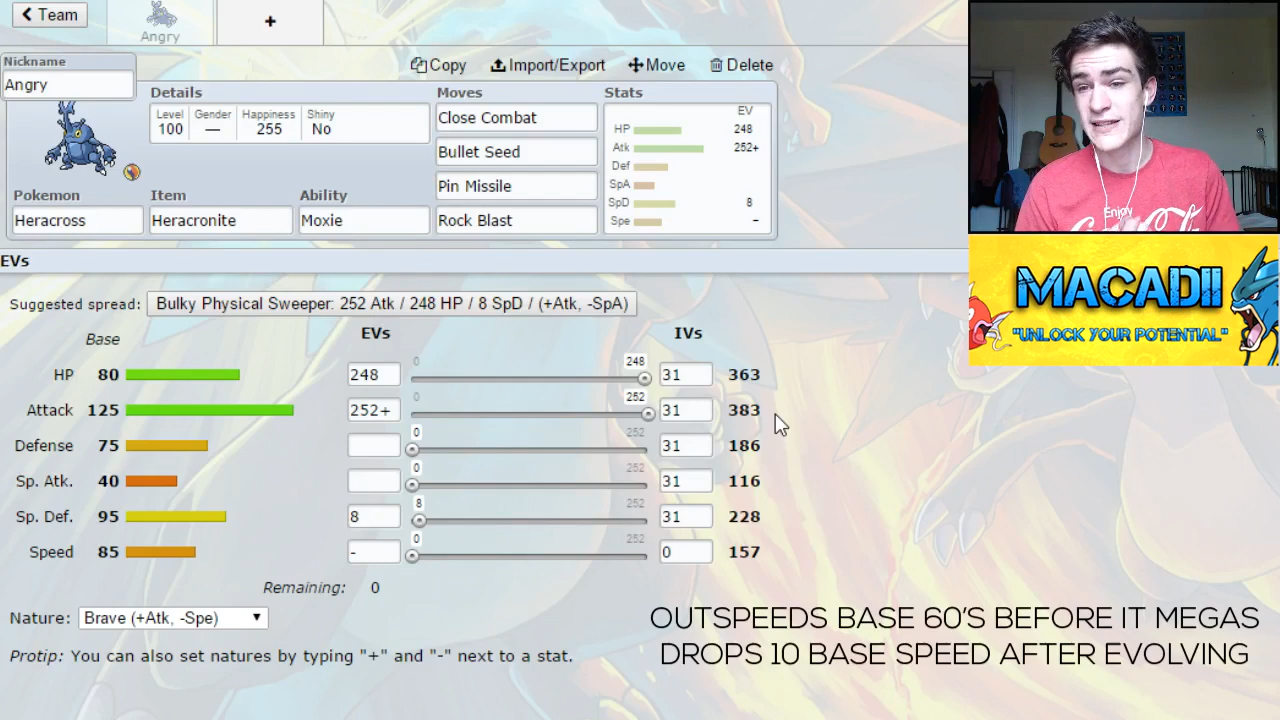 Team
Angry
+
Nickname
Angry
Copy Import/Export Move Delete
Details
Level Gender Happiness Shiny
100 — 255 No
Moves
Close Combat
Bullet Seed
Pin Missile
Rock Blast
Stats
EV
HP 248
Atk 252+
Def
SpA
SpD 8
Spe -
Pokemon Item Ability
Heracross Heracronite Moxie
EVs
Suggested spread: Bulky Physical Sweeper: 252 Atk / 248 HP / 8 SpD / (+Atk, -SpA)
Base EVs IVs
0 248
HP 80 248 31 363
0 252
Attack 125 252+ 31 383
0 252
Defense 75 31 186
0 252
Sp. Atk. 40 31 116
8 252
Sp. Def. 95 8 31 228
0 252
Speed 85 - 0 157
Remaining: 0
Nature: Brave (+Atk, -Spe)
Protip: You can also set natures by typing "+" and "-" next to a stat.
Enjoy
MACADII
"UNLOCK YOUR POTENTIAL"
OUTSPEEDS BASE 60'S BEFORE IT MEGAS
DROPS 10 BASE SPEED AFTER EVOLVING